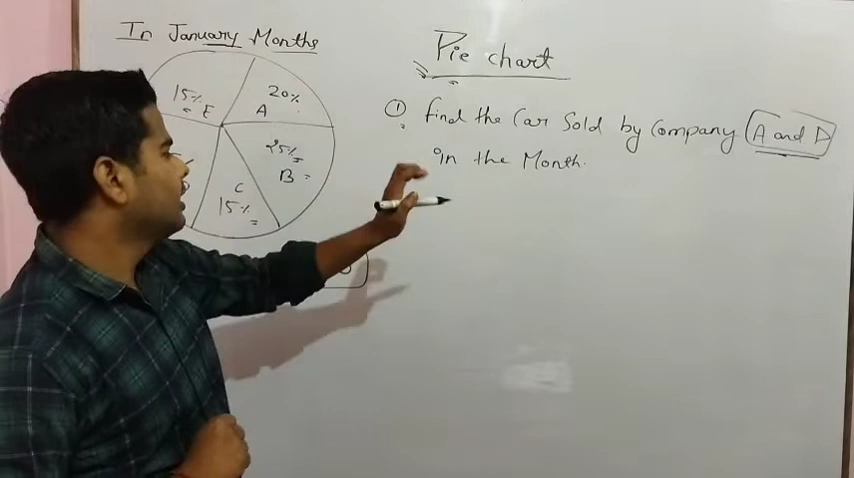 In January Months
Pie chart
15% E
20%
A
① find the Car Sold by Company (A and D
in the Month.
25%
B
C
15%